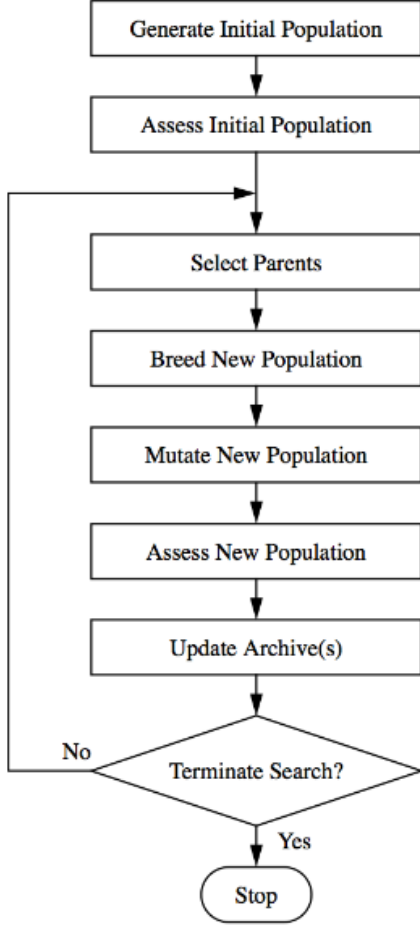 Generate Initial Population
Assess Initial Population
Select Parents
Breed New Population
Mutate New Population
Assess New Population
Update Archive(s)
Terminate Search?
No
Yes
Stop